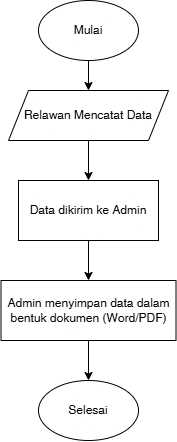 Mulai
Relawan Mencatat Data
Data dikirim ke Admin
Admin menyimpan data dalam
bentuk dokumen (Word/PDF)
Selesai